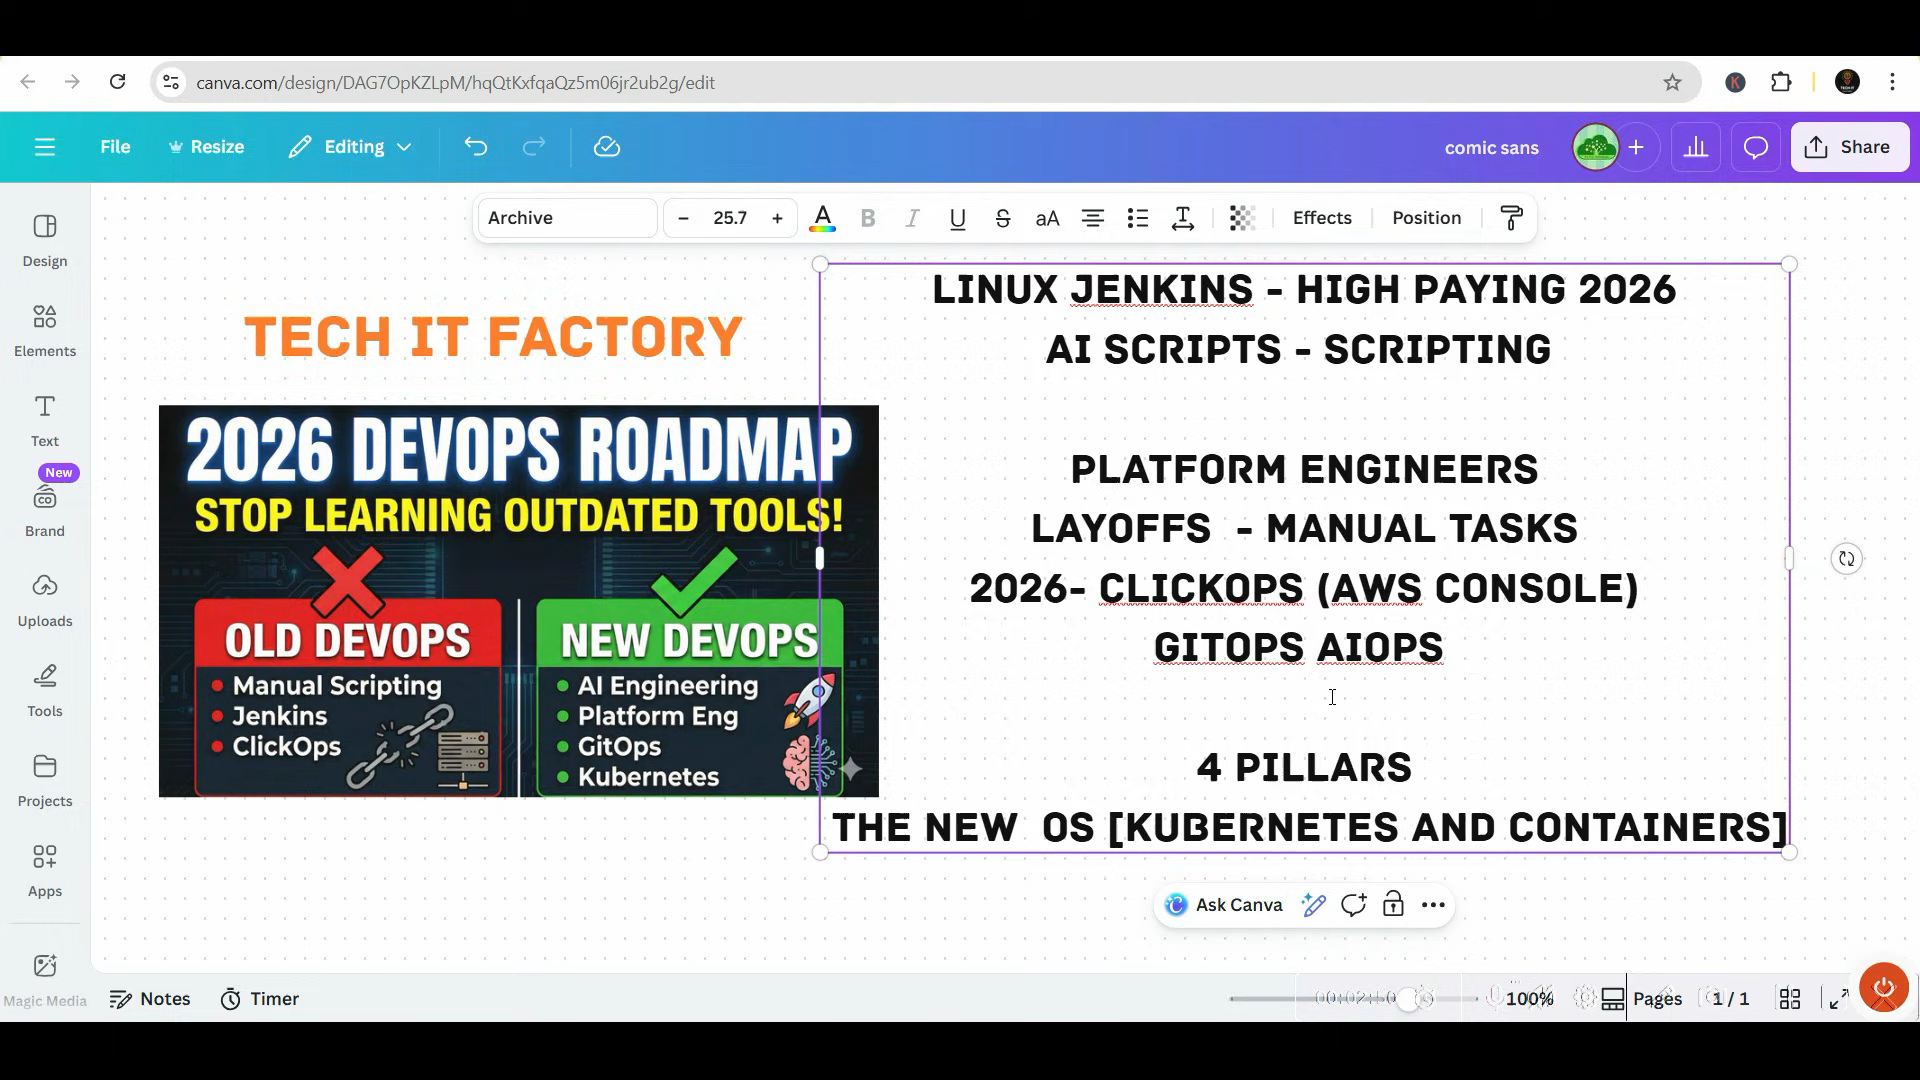 canva.com/design/DAG7OpKZLpM/hqQtKxfqaQz5m06jr2ub2g/edit
K
File
Resize
Editing
comic sans
Share
Archive
25.7
A
B
I
U
S
aA
Effects
Position
Design
Elements
Text
New
Brand
Uploads
Tools
Projects
Apps
Magic Media
TECH IT FACTORY
2026 DEVOPS ROADMAP
STOP LEARNING OUTDATED TOOLS!
OLD DEVOPS
Manual Scripting
Jenkins
ClickOps
NEW DEVOPS
AI Engineering
Platform Eng
GitOps
Kubernetes
LINUX JENKINS - HIGH PAYING 2026
AI SCRIPTS - SCRIPTING
PLATFORM ENGINEERS
LAYOFFS - MANUAL TASKS
2026- CLICKOPS (AWS CONSOLE)
GITOPS AIOPS
4 PILLARS
THE NEW OS [KUBERNETES AND CONTAINERS]
Ask Canva
Notes
Timer
100%
Pages
1 / 1